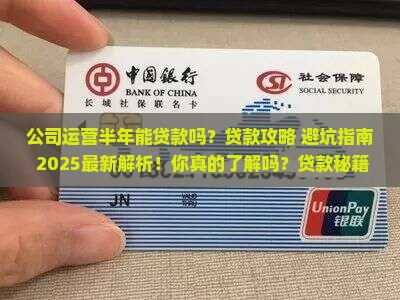 中国银行
BANK OF CHINA
长城 社保联名卡
社会保障
SOCIAL SECURITY
公司运营半年能贷款吗？贷款攻略 避坑指南
2025最新解析！你真的了解吗？贷款秘籍
JN
UnionPay
银联